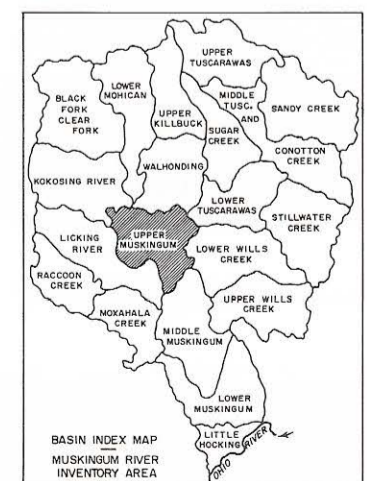 UPPER
TUSCARAWAS
BLACK
FORK
CLEAR
FORK
LOWER
MOHICAN
UPPER
KILLBUCK
MIDDLE
TUSC.
AND
SANDY CREEK
SUGAR
CREEK
CONOTTON
CREEK
KOKOSING RIVER
WALHONDING
LOWER
TUSCARAWAS
STILLWATER
CREEK
LICKING
RIVER
UPPER
MUSKINGUM
LOWER WILLS
CREEK
RACCOON
CREEK
MOXAHALA
CREEK
UPPER WILLS
CREEK
MIDDLE
MUSKINGUM
LOWER
MUSKINGUM
LITTLE
HOCKING
OHIO RIVER
BASIN INDEX MAP
MUSKINGUM RIVER
INVENTORY AREA